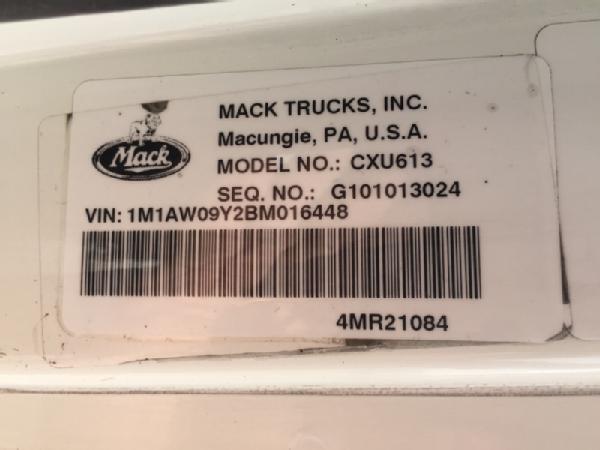 Mack
MACK TRUCKS, INC.
Macungie, PA, U.S.A.
MODEL NO.: CXU613
SEQ. NO.: G101013024
VIN: 1M1AW09Y2BM016448
4MR21084